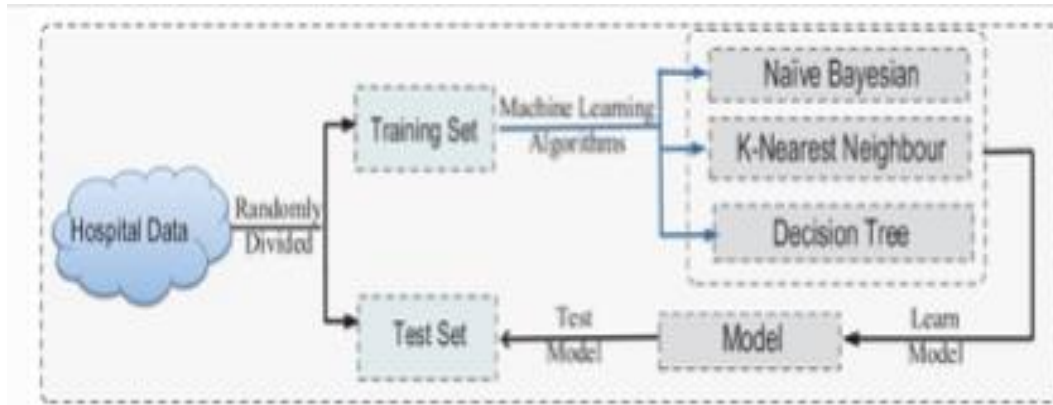 Hospital Data
Randomly
Divided
Training Set
Machine Learning
Algorithms
Naïve Bayesian
K-Nearest Neighbour
Decision Tree
Test Set
Test
Model
Model
Learn
Model